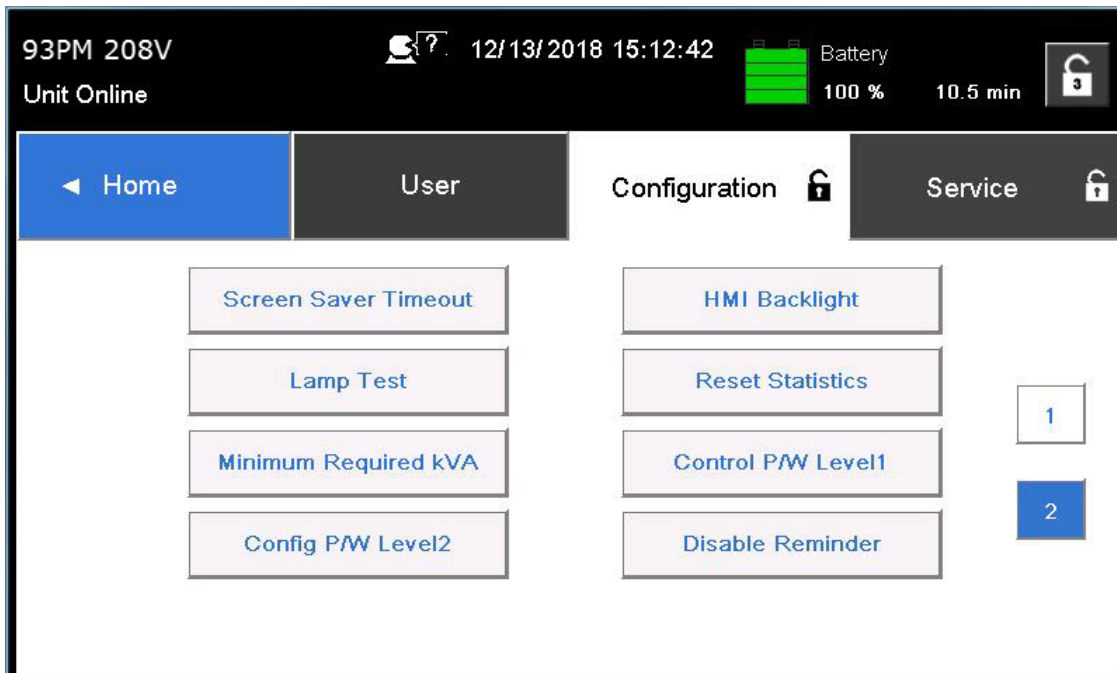 93PM 208V
? 12/13/2018 15:12:42
Battery
Unit Online
100 % 10.5 min
3
◄ Home User Configuration Service
Screen Saver Timeout HMI Backlight
Lamp Test Reset Statistics
1
Minimum Required kVA Control P/W Level1
2
Config P/W Level2 Disable Reminder